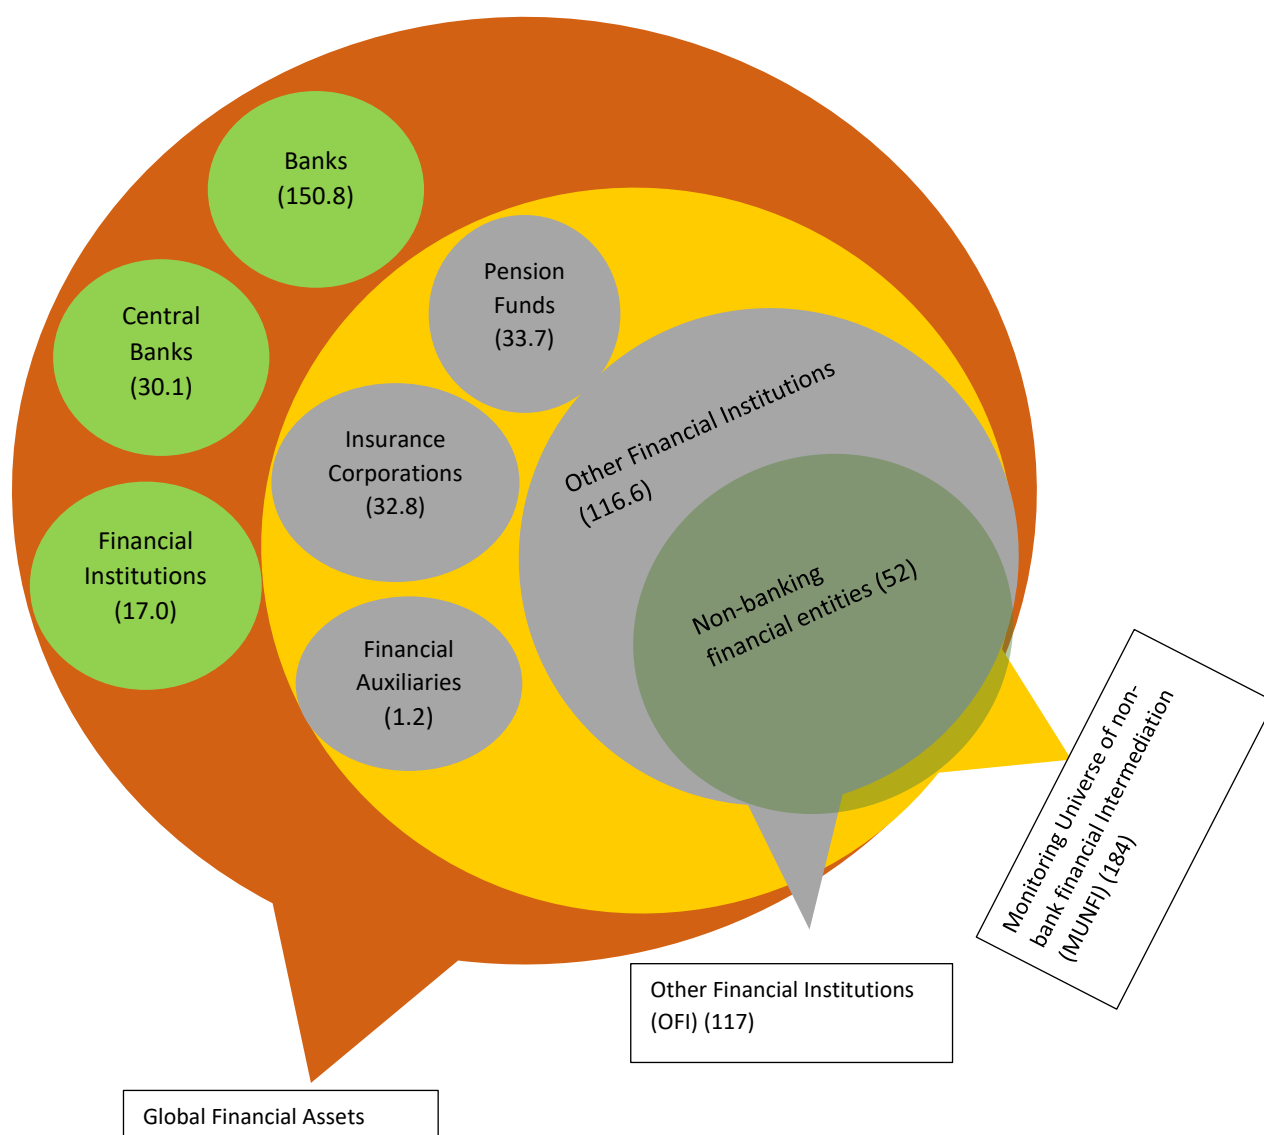 Banks
(150.8)
Central
Banks
(30.1)
Financial
Institutions
(17.0)
Pension
Funds
(33.7)
Insurance
Corporations
(32.8)
Financial
Auxiliaries
(1.2)
Other Financial Institutions
(116.6)
Non-banking
financial entities (52)
Monitoring Universe of non-
bank financial Intermediation
(MUNFI) (184)
Other Financial Institutions
(OFI) (117)
Global Financial Assets